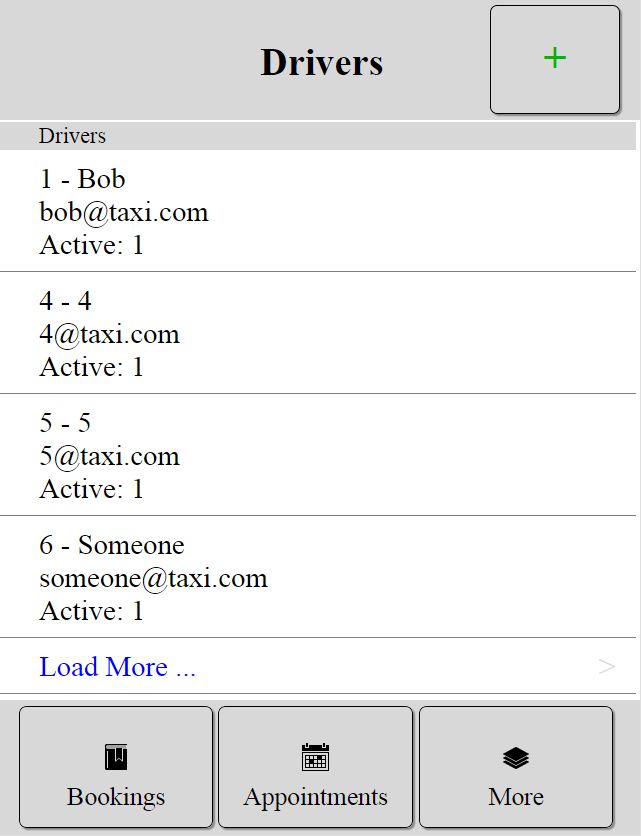 Drivers
+
Drivers
1 - Bob
bob@taxi.com
Active: 1
4 - 4
4@taxi.com
Active: 1
5 - 5
5@taxi.com
Active: 1
6 - Someone
someone@taxi.com
Active: 1
Load More ... >
Bookings Appointments More